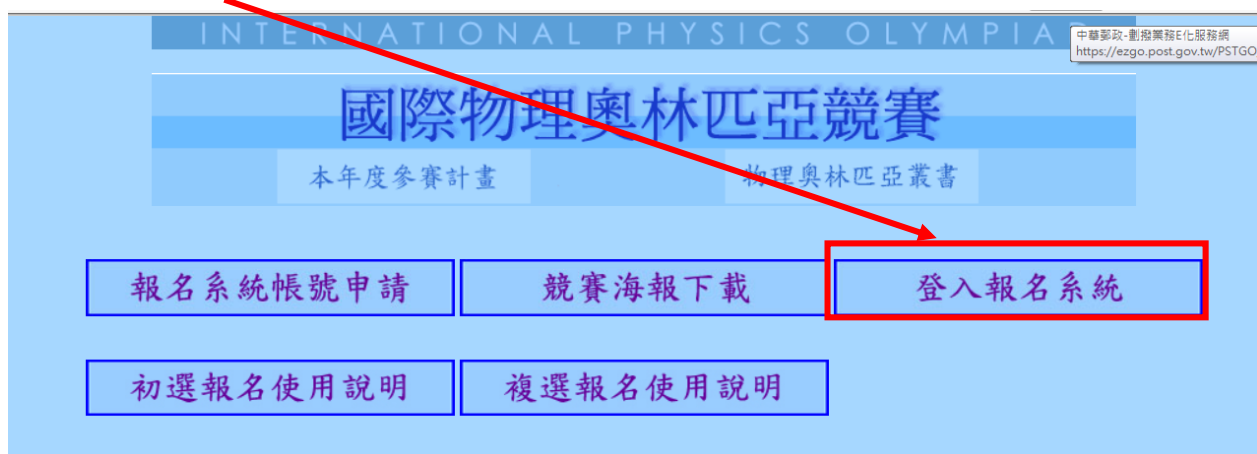 INTERNATIONAL PHYSICS OLYMPIAD
中華郵政-劃撥業務E化服務網
https://ezgo.post.gov.tw/PSTGO
國際物理奧林匹亞競賽
本年度參賽計畫
物理奧林匹亞叢書
報名系統帳號申請
競賽海報下載
登入報名系統
初選報名使用說明
複選報名使用說明